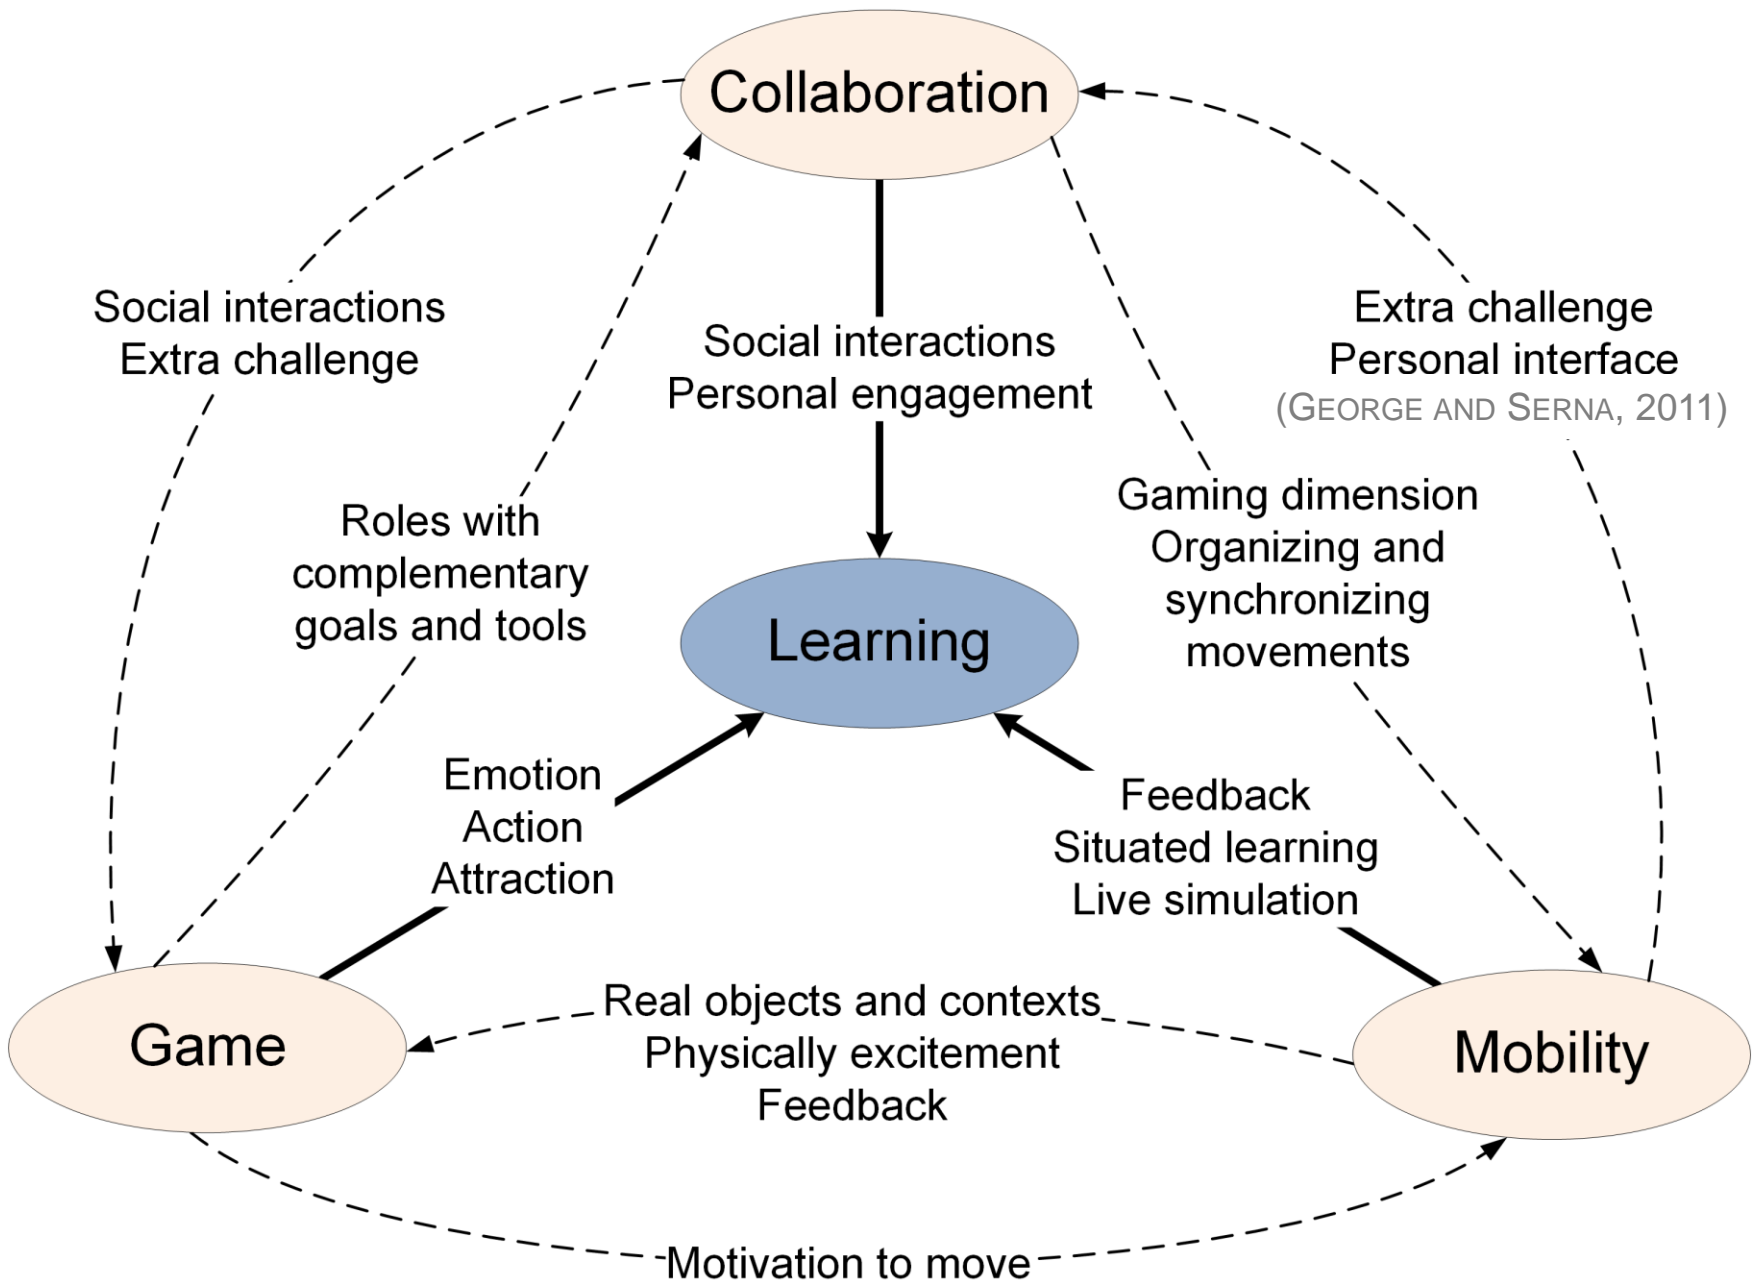 Collaboration
Social interactions
Extra challenge
Extra challenge
Personal interface
(GEORGE AND SERNA, 2011)
Social interactions
Personal engagement
Roles with
complementary
goals and tools
Gaming dimension
Organizing and
synchronizing
movements
Learning
Emotion
Action
Attraction
Feedback
Situated learning
Live simulation
Game
Real objects and contexts
Physically excitement
Feedback
Mobility
Motivation to move